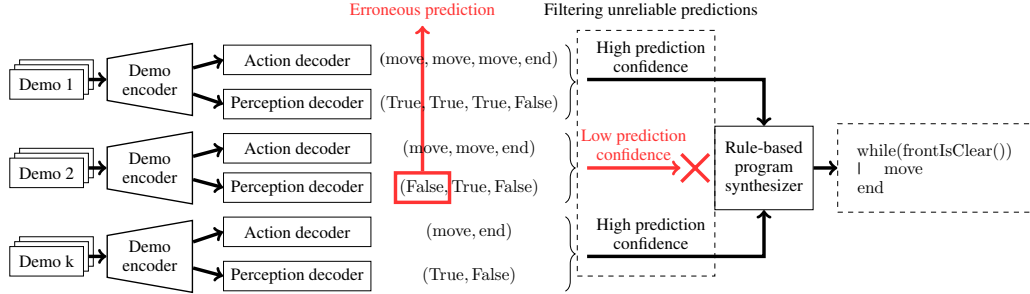 Erroneous prediction
Filtering unreliable predictions
Demo 1
Demo
encoder
Action decoder
(move, move, move, end)
Perception decoder
(True, True, True, False)
High prediction
confidence
Demo 2
Demo
encoder
Action decoder
(move, move, end)
Perception decoder
(False, True, False)
Low prediction
confidence
Rule-based
program
synthesizer
while(frontIsClear())
| move
end
Demo k
Demo
encoder
Action decoder
(move, end)
Perception decoder
(True, False)
High prediction
confidence